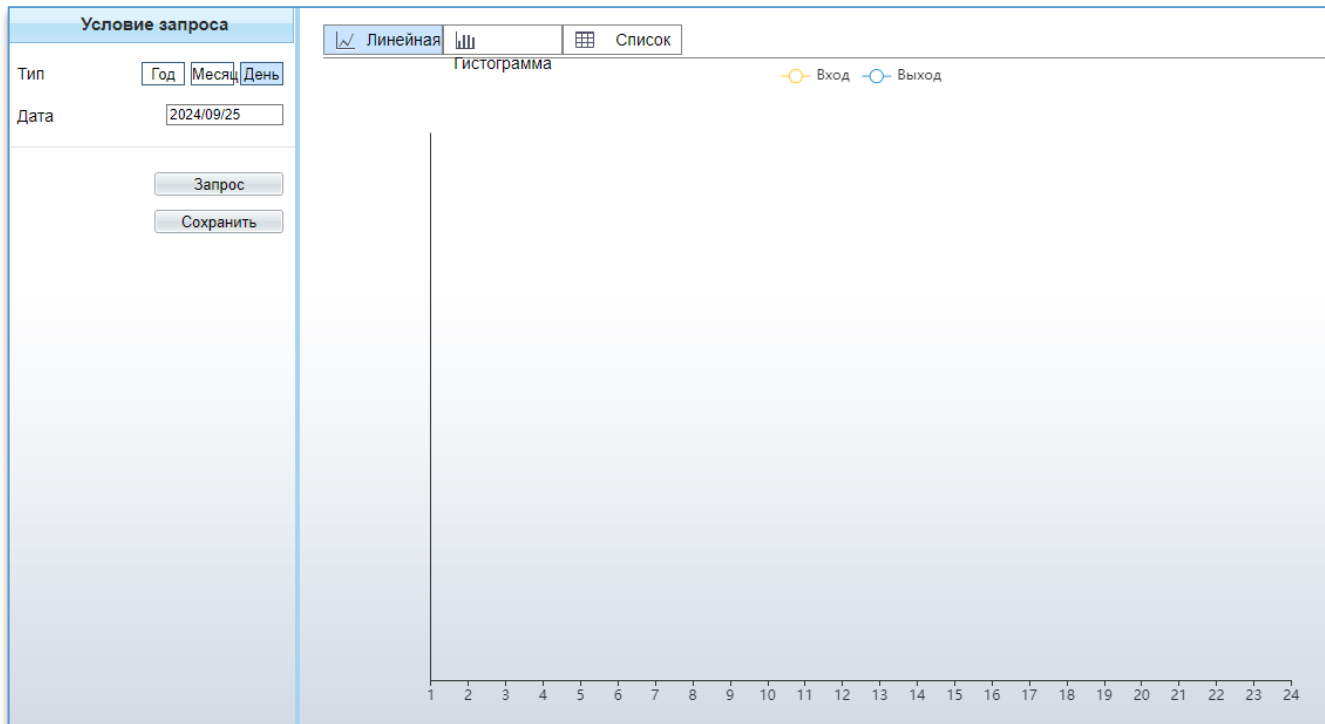 Условие запроса
Тип Год Месяц День
Дата 2024/09/25
Запрос
Сохранить
Линейная Гистограмма Список
Вход Выход
1 2 3 4 5 6 7 8 9 10 11 12 13 14 15 16 17 18 19 20 21 22 23 24